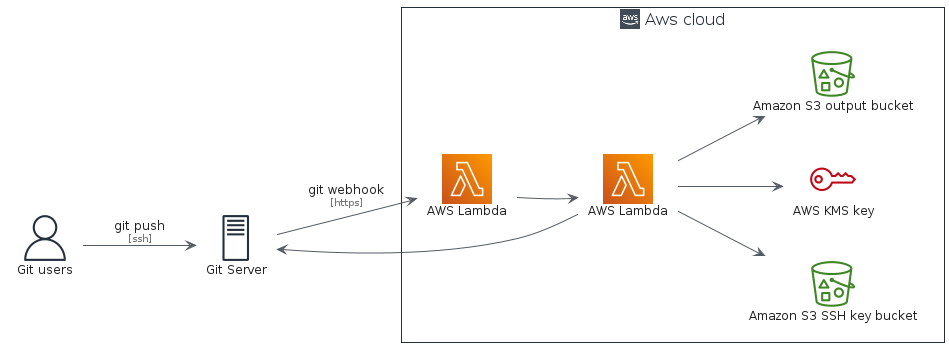 aws
Aws cloud
Amazon S3 output bucket
git webhook
[https]
AWS Lambda
AWS Lambda
AWS KMS key
git push
[ssh]
Git users
Git Server
Amazon S3 SSH key bucket